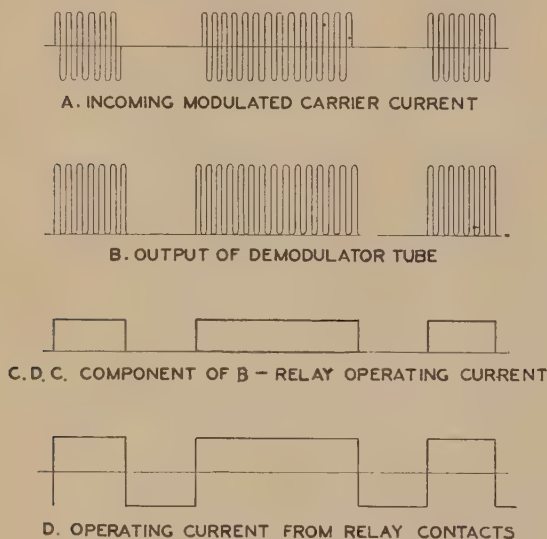 A. INCOMING MODULATED CARRIER CURRENT
B. OUTPUT OF DEMODULATOR TUBE
C. D. C. COMPONENT OF B - RELAY OPERATING CURRENT
D. OPERATING CURRENT FROM RELAY CONTACTS